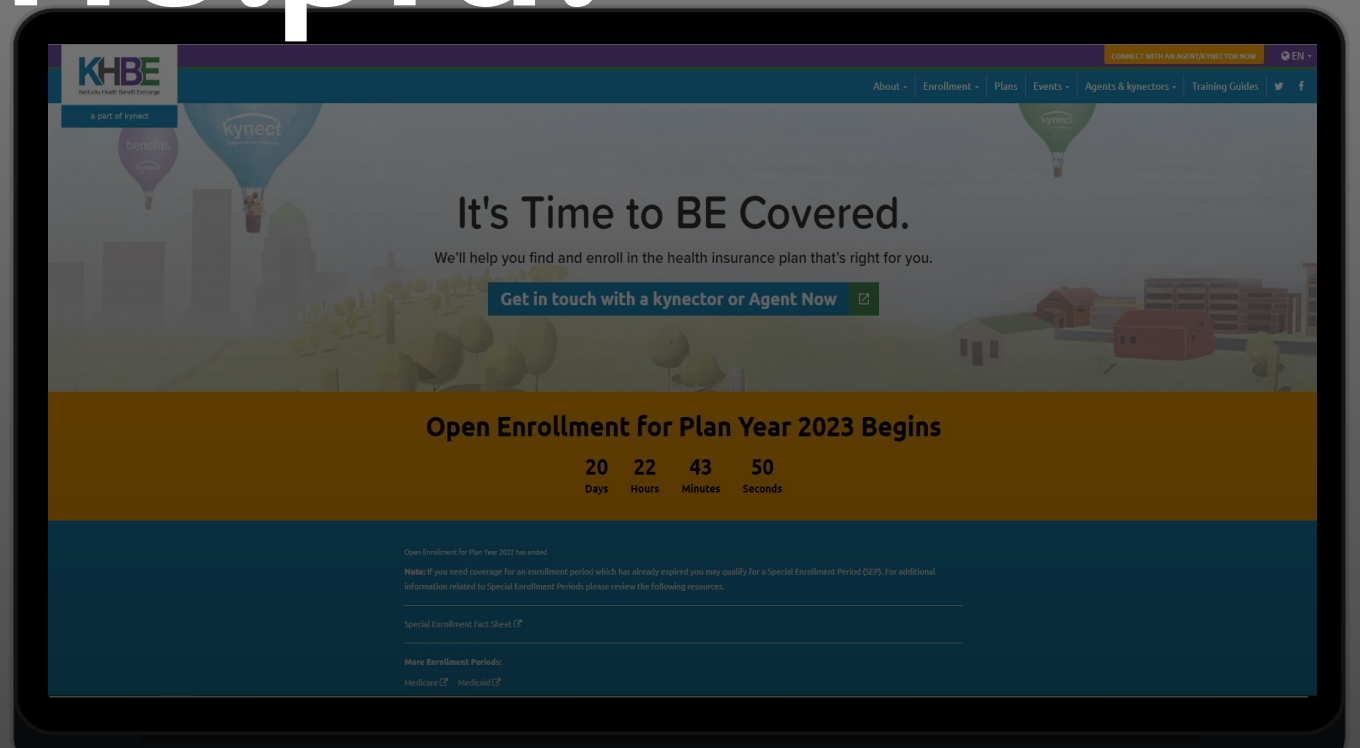 KHBE
Kentucky Health Benefit Exchange
a part of kynect
CONNECT WITH AN AGENT/KYNECTOR NOW
EN
About
Enrollment
Plans
Events
Agents & kynectors
Training Guides
kynect
benefits
kynect
kynect
It's Time to BE Covered.
We'll help you find and enroll in the health insurance plan that's right for you.
Get in touch with a kynector or Agent Now
Open Enrollment for Plan Year 2023 Begins
20 22 43 50
Days Hours Minutes Seconds
Open Enrollment for Plan Year 2022 has ended
Note: If you need coverage for an enrollment period which has already expired you may qualify for a Special Enrollment Period (SEP). For additional
information related to Special Enrollment Periods please review the following resources.
Special Enrollment Fact Sheet
More Enrollment Periods:
Medicare Medicaid